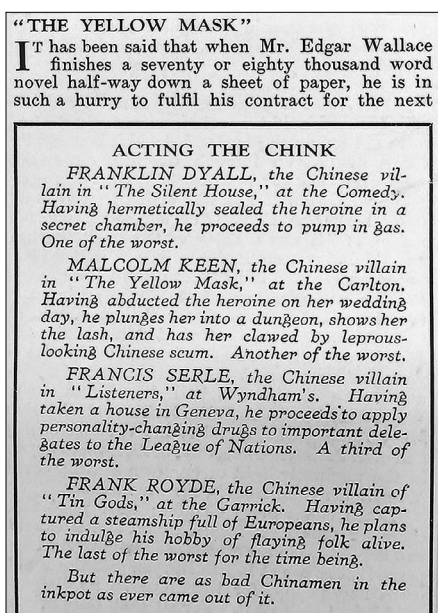 “THE YELLOW MASK”
IT has been said that when Mr. Edgar Wallace
finishes a seventy or eighty thousand word
novel half-way down a sheet of paper, he is in
such a hurry to fulfil his contract for the next
ACTING THE CHINK
FRANKLIN DYALL, the Chinese vil-
lain in “ The Silent House,” at the Comedy.
Having hermetically sealed the heroine in a
secret chamber, he proceeds to pump in gas.
One of the worst.
MALCOLM KEEN, the Chinese villain
in “ The Yellow Mask,” at the Carlton.
Having abducted the heroine on her wedding
day, he plunges her into a dungeon, shows her
the lash, and has her clawed by leprous-
looking Chinese scum. Another of the worst.
FRANCIS SERLE, the Chinese villain
in “ Listeners,” at Wyndham's. Having
taken a house in Geneva, he proceeds to apply
personality-changing drugs to important dele-
gates to the League of Nations. A third of
the worst.
FRANK ROYDE, the Chinese villain of
“ Tin Gods,” at the Garrick. Having cap-
tured a steamship full of Europeans, he plans
to indulge his hobby of flaying folk alive.
The last of the worst for the time being.
But there are as bad Chinamen in the
inkpot as ever came out of it.